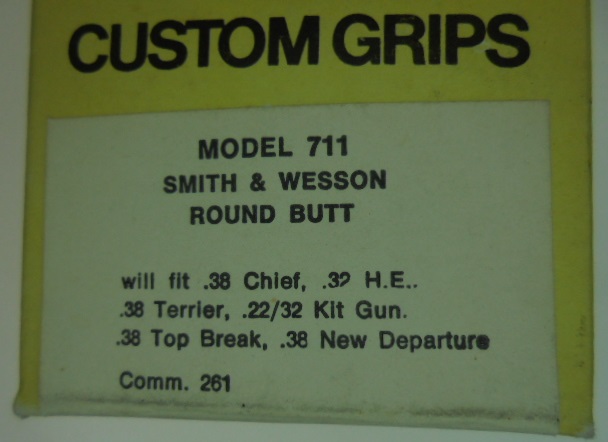 CUSTOM GRIPS
MODEL 711
SMITH & WESSON
ROUND BUTT
will fit .38 Chief, .32 H.E..
.38 Terrier, .22/32 Kit Gun.
.38 Top Break, .38 New Departure
Comm. 261